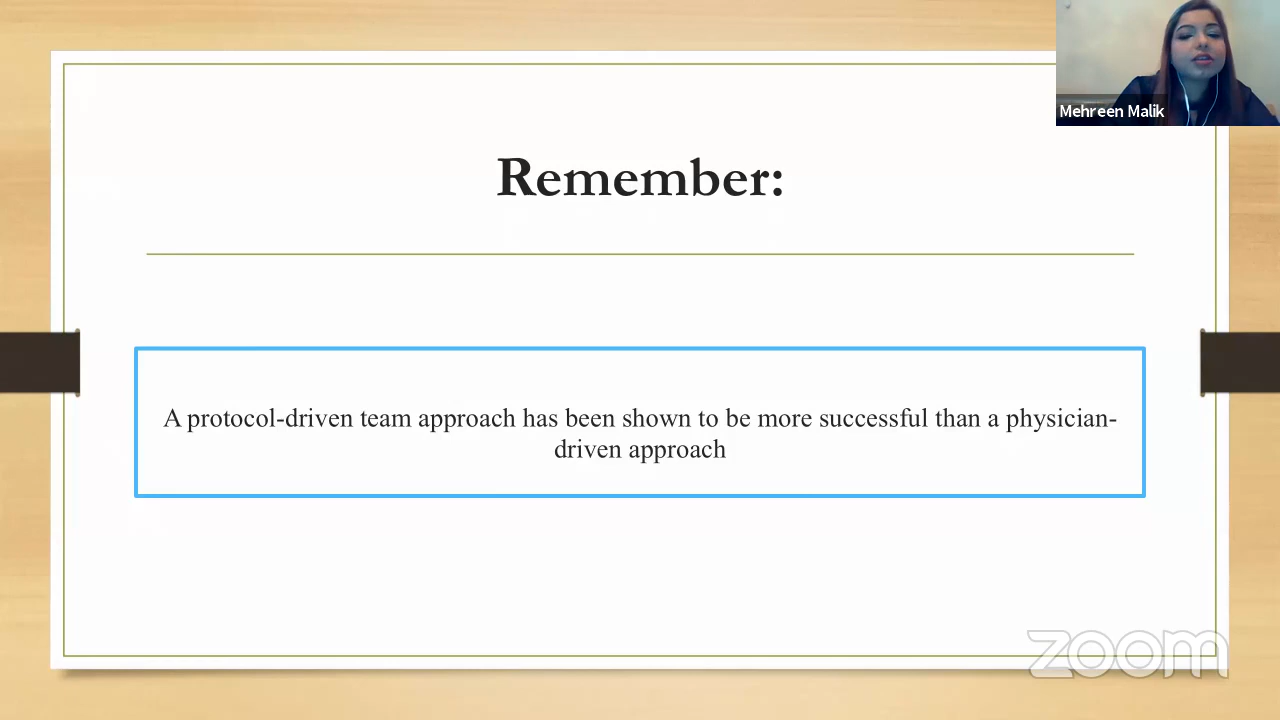 Mehreen Malik
Remember:
A protocol-driven team approach has been shown to be more successful than a physician-
driven approach
zoom